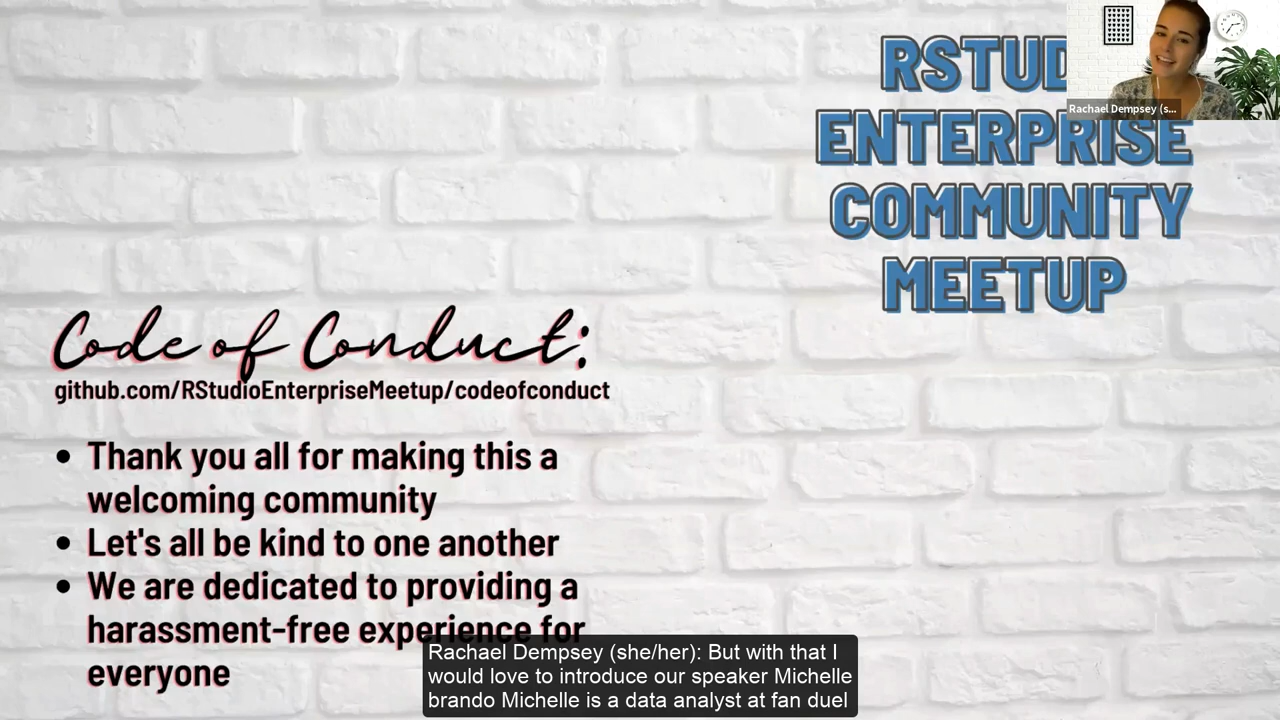 RSTUD
ENTERPRISE
COMMUNITY
MEETUP
Rachael Dempsey (s...
Code of Conduct:
github.com/RStudioEnterpriseMeetup/codeofconduct
• Thank you all for making this a
welcoming community
• Let's all be kind to one another
• We are dedicated to providing a
harassment-free experience for
everyone
Rachael Dempsey (she/her): But with that I
would love to introduce our speaker Michelle
brando Michelle is a data analyst at fan duel